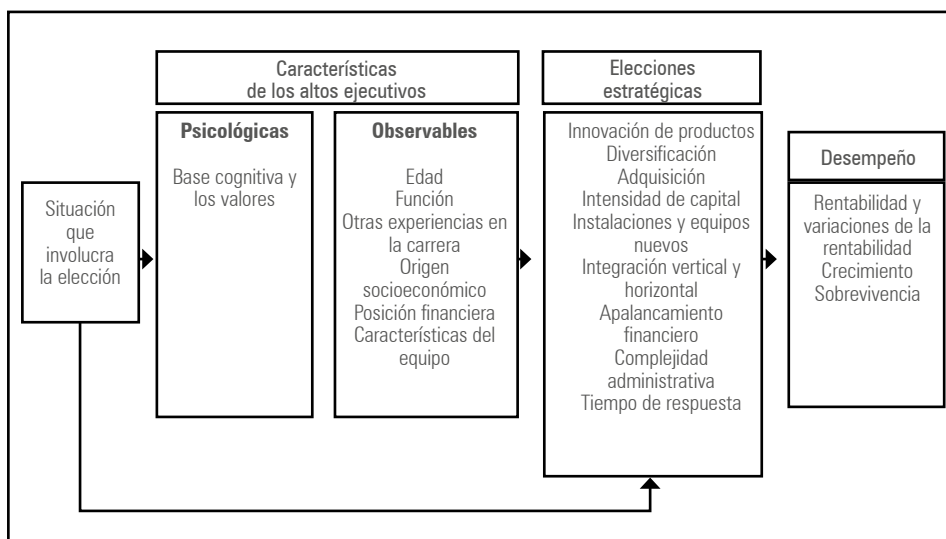 Características
de los altos ejecutivos
Elecciones
estratégicas
Situación
que
involucra
la elección
Psicológicas
Base cognitiva y
los valores
Observables
Edad
Función
Otras experiencias en
la carrera
Origen
socioeconómico
Posición financiera
Características del
equipo
Innovación de productos
Diversificación
Adquisición
Intensidad de capital
Instalaciones y equipos
nuevos
Integración vertical y
horizontal
Apalancamiento
financiero
Complejidad
administrativa
Tiempo de respuesta
Desempeño
Rentabilidad y
variaciones de la
rentabilidad
Crecimiento
Sobrevivencia